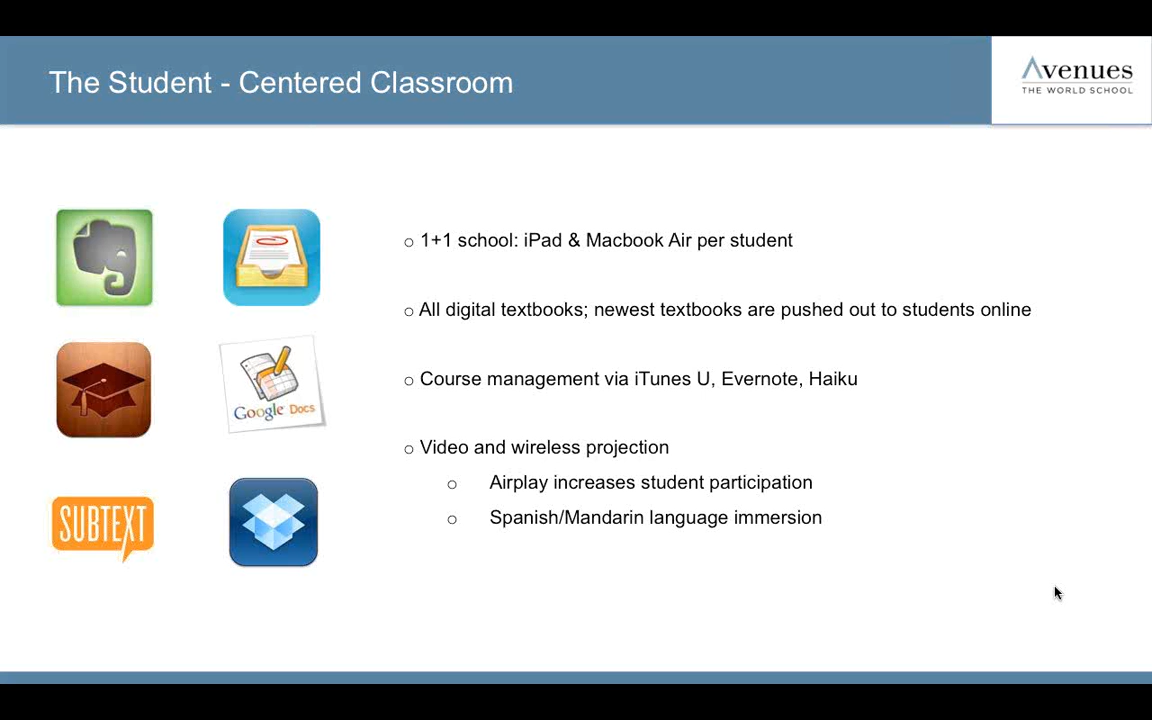 The Student - Centered Classroom
Avenues
THE WORLD SCHOOL
1+1 school: iPad & Macbook Air per student
All digital textbooks; newest textbooks are pushed out to students online
Course management via iTunes U, Evernote, Haiku
Video and wireless projection
Airplay increases student participation
Spanish/Mandarin language immersion
Google Docs
SUBTEXT